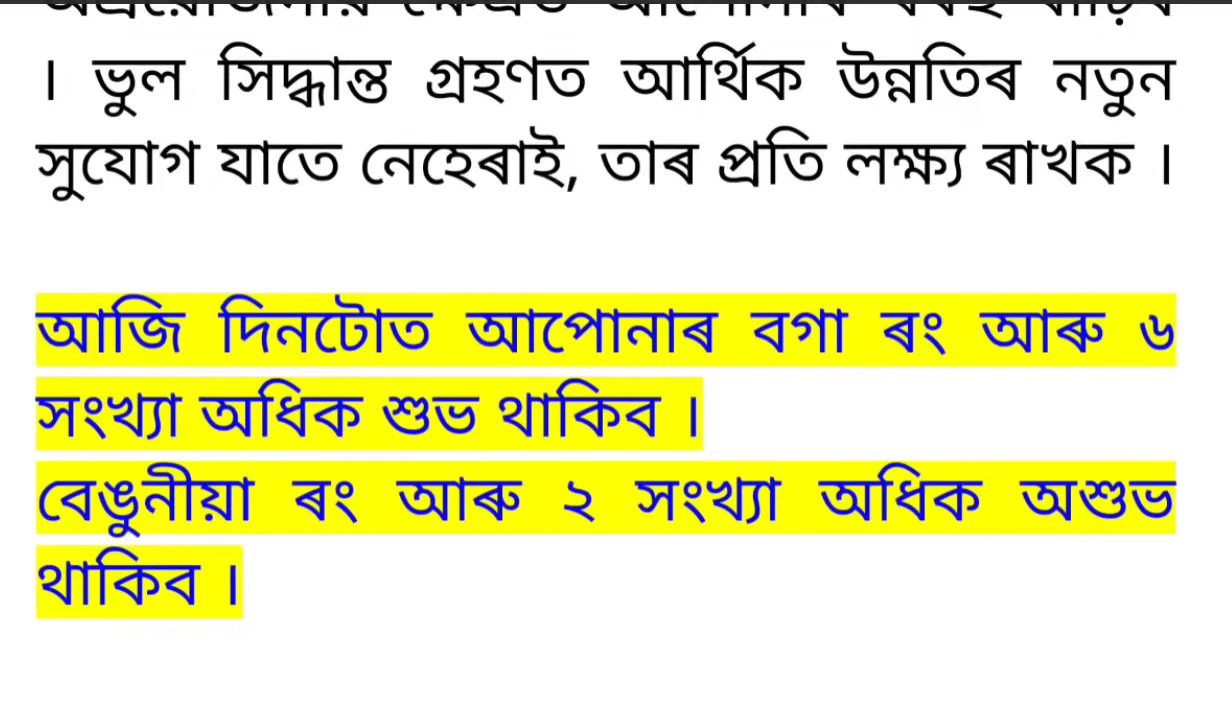 । ভুল সিদ্ধান্ত গ্ৰহণত আৰ্থিক উন্নতিৰ নতুন
সুযোগ যাতে নেহেৰাই, তাৰ প্ৰতি লক্ষ্য ৰাখক ।
আজি দিনটোত আপোনাৰ বগা ৰং আৰু ৬
সংখ্যা অধিক শুভ থাকিব ।
বেঙুনীয়া ৰং আৰু ২ সংখ্যা অধিক অশুভ
থাকিব ।